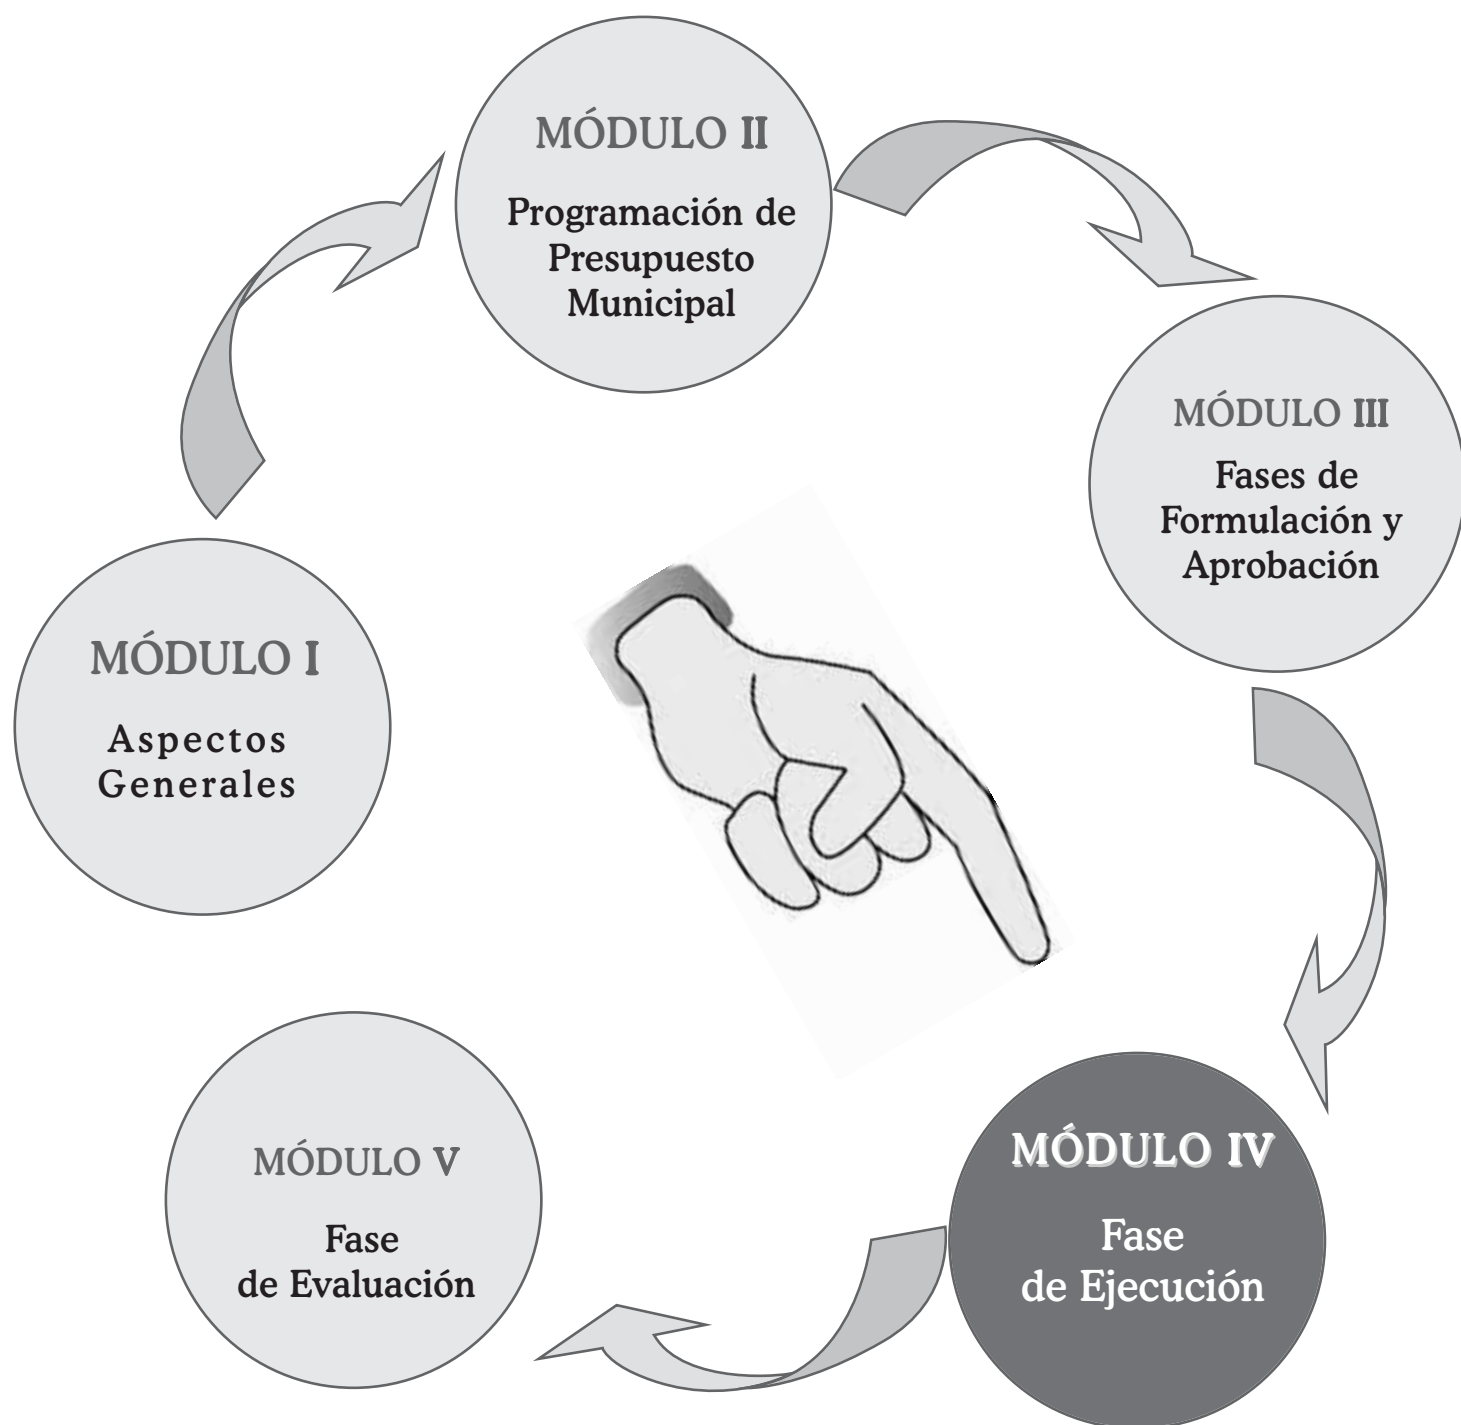 MÓDULO I
Aspectos
Generales
MÓDULO II
Programación de
Presupuesto
Municipal
MÓDULO III
Fases de
Formulación y
Aprobación
MÓDULO IV
Fase
de Ejecución
MÓDULO V
Fase
de Evaluación